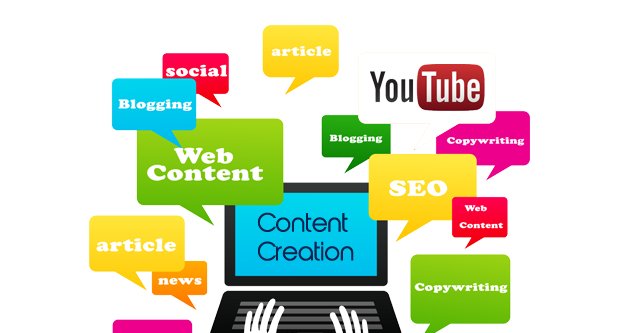 article
social
YouTube
Blogging
Blogging
Copywriting
Web
Content
SEO
Web
Content
article
Content
Creation
news
Copywriting